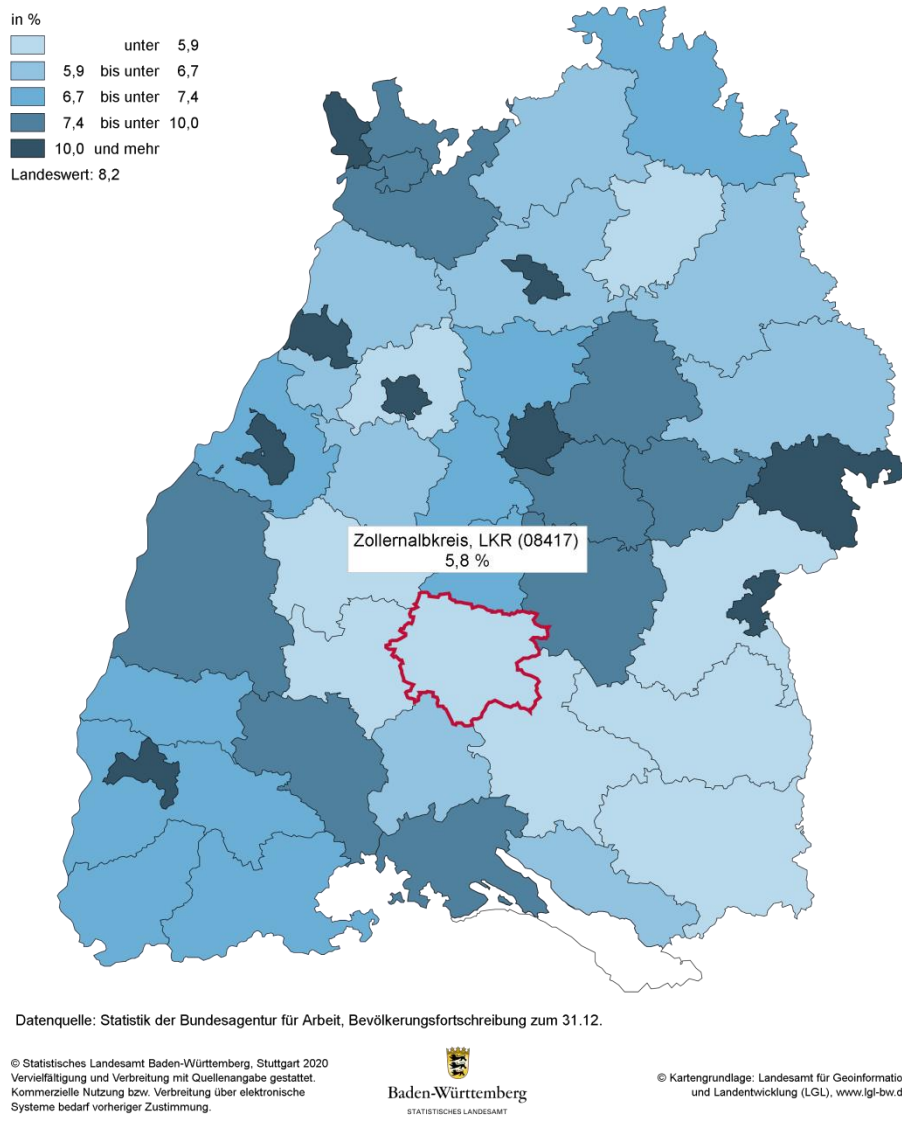 in %
unter 5,9
5,9 bis unter 6,7
6,7 bis unter 7,4
7,4 bis unter 10,0
10,0 und mehr
Landeswert: 8,2
Zollernalbkreis, LKR (08417)
5,8 %
Datenquelle: Statistik der Bundesagentur für Arbeit, Bevölkerungsfortschreibung zum 31.12.
© Statistisches Landesamt Baden-Württemberg, Stuttgart 2020
Vervielfältigung und Verbreitung mit Quellenangabe gestattet.
Kommerzielle Nutzung bzw. Verbreitung über elektronische
Systeme bedarf vorheriger Zustimmung.
Baden-Württemberg
STATISTISCHES LANDESAMT
© Kartengrundlage: Landesamt für Geoinformatio
und Landentwicklung (LGL), www.lgl-bw.d